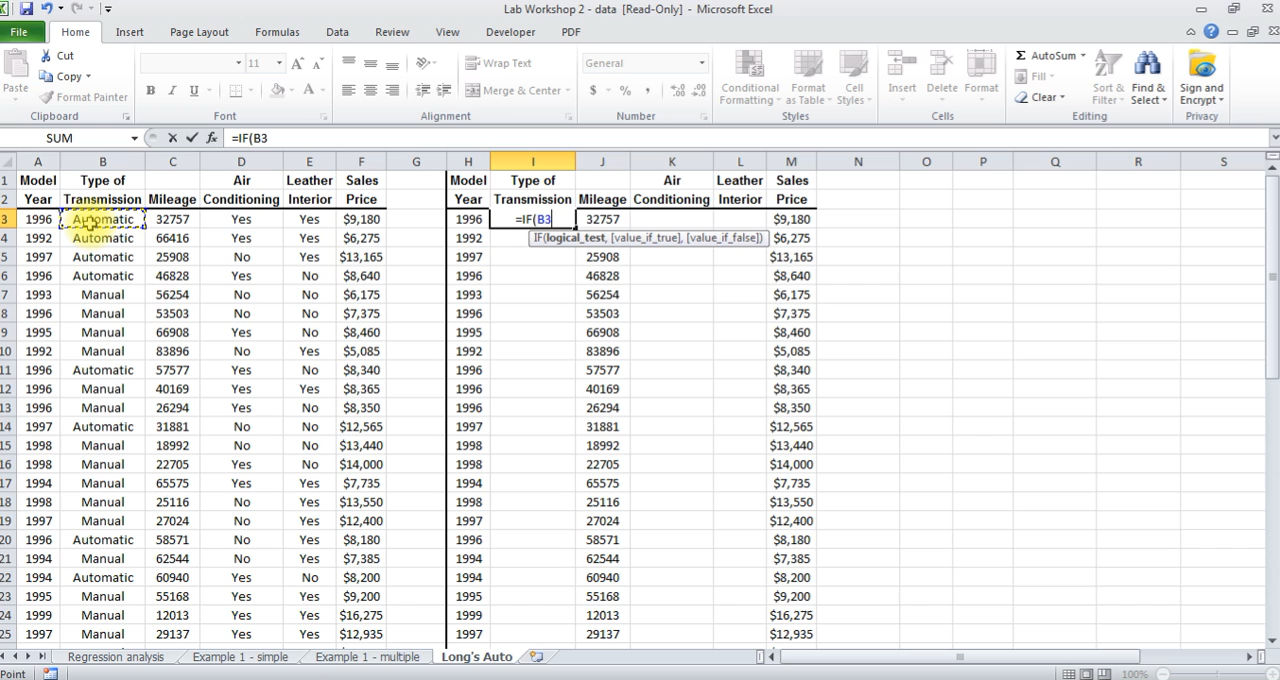 Lab Workshop 2 - data [Read-Only] - Microsoft Excel
File Home Insert Page Layout Formulas Data Review View Developer PDF
Paste Cut Copy Format Painter
11 A A B I U A
Wrap Text Merge & Center
General $ % ,
Conditional Formatting Format as Table Cell Styles
Insert Delete Format
Σ AutoSum Fill Clear Sort & Filter Find & Select
Sign and Encrypt
Clipboard Font Alignment Number Styles Cells Editing Privacy
SUM fx =IF(B3
A B C D E F G H I J K L M N O P Q R S
1 Model Type of Air Leather Sales Model Type of Air Leather Sales
2 Year Transmission Mileage Conditioning Interior Price Year Transmission Mileage Conditioning Interior Price
3 1996 Automatic 32757 Yes Yes $9,180 1996 =IF(B3 32757 $9,180
IF(logical_test, [value_if_true], [value_if_false])
4 1992 Automatic 66416 Yes Yes $6,275 1992 $6,275
5 1997 Automatic 25908 No Yes $13,165 1997 25908 $13,165
6 1996 Automatic 46828 Yes No $8,640 1996 46828 $8,640
7 1993 Manual 56254 No No $6,175 1993 56254 $6,175
8 1996 Manual 53503 No No $7,375 1996 53503 $7,375
9 1995 Manual 66908 Yes Yes $8,460 1995 66908 $8,460
10 1992 Manual 83896 No Yes $5,085 1992 83896 $5,085
11 1996 Automatic 57577 Yes No $8,340 1996 57577 $8,340
12 1996 Manual 40169 Yes Yes $8,365 1996 40169 $8,365
13 1996 Manual 26294 Yes No $8,350 1996 26294 $8,350
14 1997 Automatic 31881 No Yes $12,565 1997 31881 $12,565
15 1998 Manual 18992 No No $13,440 1998 18992 $13,440
16 1998 Manual 22705 Yes No $14,000 1998 22705 $14,000
17 1994 Manual 65575 Yes Yes $7,735 1994 65575 $7,735
18 1998 Manual 25116 No Yes $13,550 1998 25116 $13,550
19 1997 Manual 27024 No Yes $12,400 1997 27024 $12,400
20 1996 Automatic 58571 No Yes $8,180 1996 58571 $8,180
21 1994 Manual 62544 No Yes $7,385 1994 62544 $7,385
22 1994 Automatic 60940 Yes No $8,200 1994 60940 $8,200
23 1995 Manual 55168 Yes Yes $9,200 1995 55168 $9,200
24 1999 Manual 12013 Yes Yes $16,275 1999 12013 $16,275
25 1997 Manual 29137 Yes Yes $12,935 1997 29137 $12,935
Regression analysis Example 1 - simple Example 1 - multiple Long's Auto
Point 100%